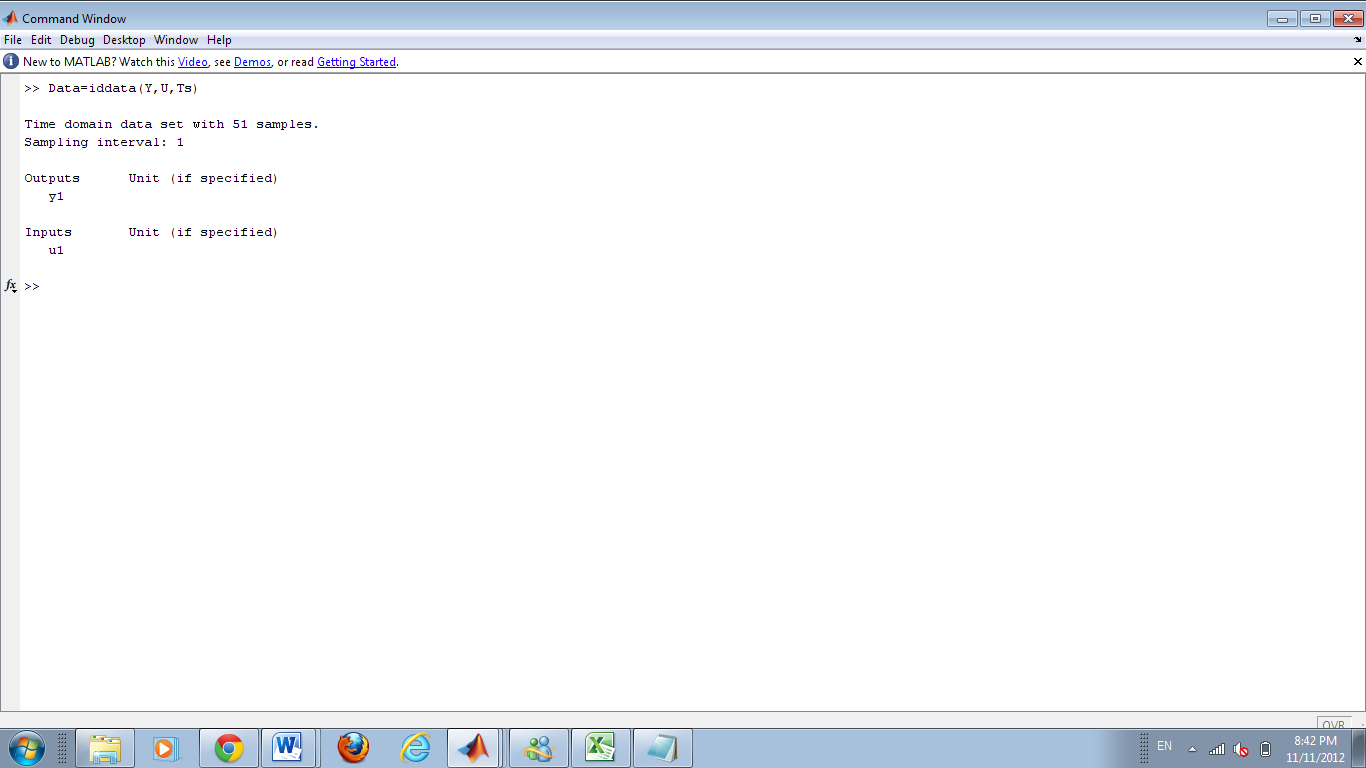 Command Window
File Edit Debug Desktop Window Help
New to MATLAB? Watch this Video, see Demos, or read Getting Started.
>> Data=iddata(Y,U,Ts)
Time domain data set with 51 samples.
Sampling interval: 1
Outputs Unit (if specified)
y1
Inputs Unit (if specified)
u1
fx >>
OVR
EN
8:42 PM
11/11/2012